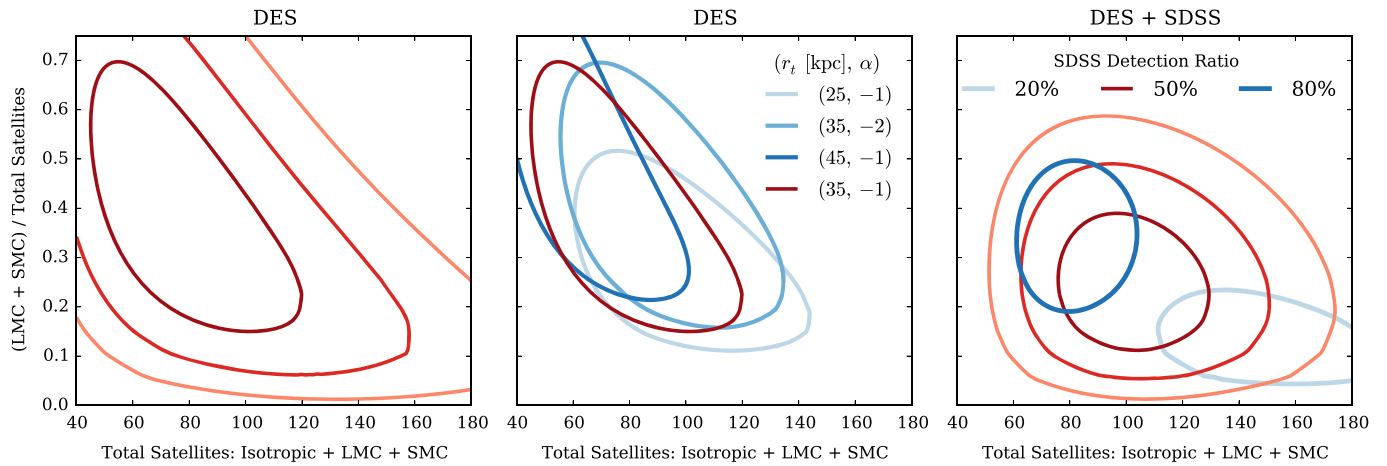 DES
DES
DES + SDSS
(LMC + SMC) / Total Satellites
0.7
0.6
0.5
0.4
0.3
0.2
0.1
0.0
(r_t [kpc], α)
(25, −1)
(35, −2)
(45, −1)
(35, −1)
SDSS Detection Ratio
20% 50% 80%
40 60 80 100 120 140 160 180
40 60 80 100 120 140 160 180
40 60 80 100 120 140 160 180
Total Satellites: Isotropic + LMC + SMC
Total Satellites: Isotropic + LMC + SMC
Total Satellites: Isotropic + LMC + SMC